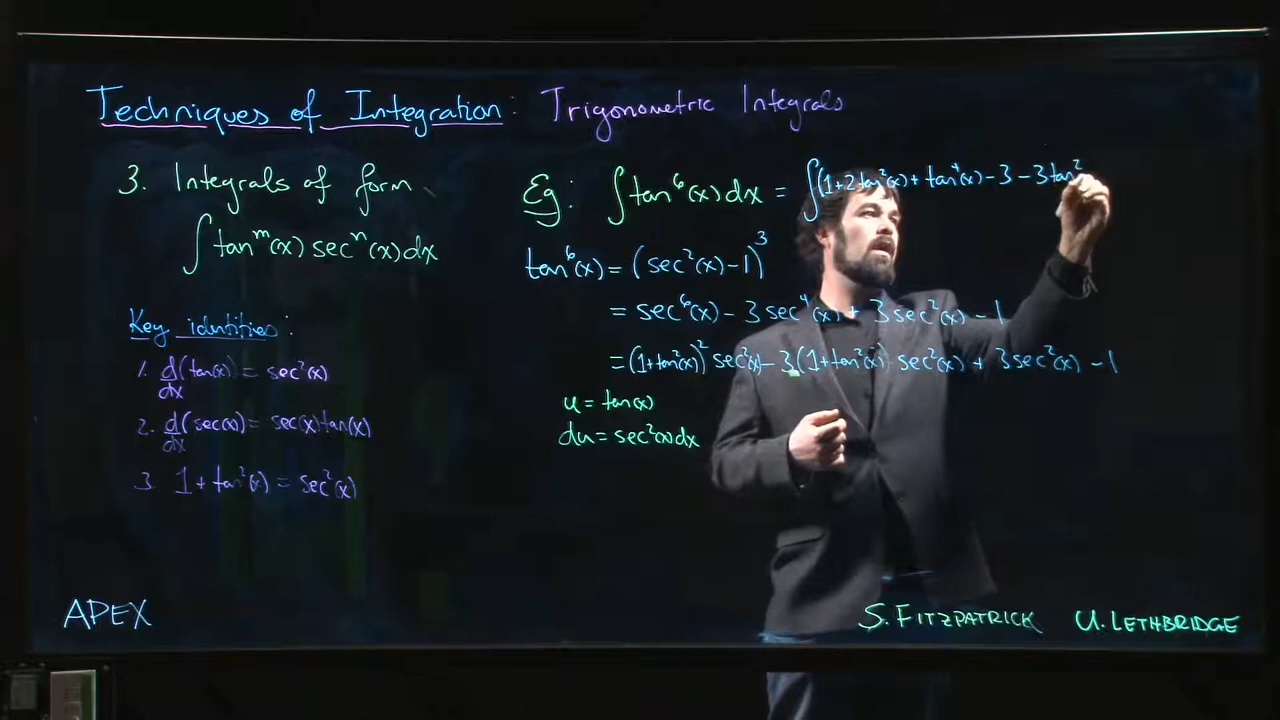 Techniques of Integration: Trigonometric Integrals
3. Integrals of form
∫tan^m(x) sec^n(x)dx
Key identities:
1. d/dx(tan(x)) = sec²(x)
2. d/dx(sec(x)) = sec(x)tan(x)
3. 1 + tan²(x) = sec²(x)
Eg: ∫tan⁶(x)dx = ∫(1+2tan²(x) + tan⁴(x) - 3 - 3tan²
tan⁶(x) = (sec²(x) - 1)³
= sec⁶(x) - 3sec⁴(x) + 3sec²(x) - 1
= (1+tan²(x))² sec²(x) - 3(1+tan²(x)) sec²(x) + 3sec²(x) - 1
u = tan(x)
du = sec²(x)dx
APEX
S. FITZPATRICK U. LETHBRIDGE